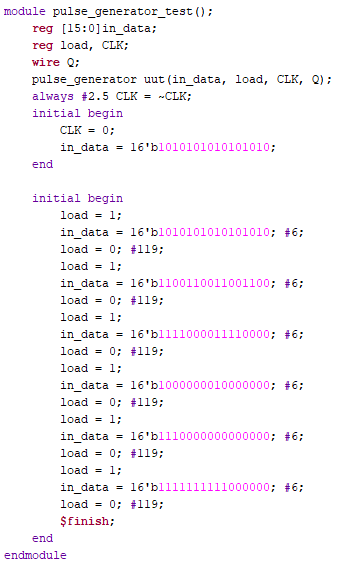 module pulse_generator_test();
reg [15:0]in_data;
reg load, CLK;
wire Q;
pulse_generator uut(in_data, load, CLK, Q);
always #2.5 CLK = ~CLK;
initial begin
CLK = 0;
in_data = 16'b1010101010101010;
end
initial begin
load = 1;
in_data = 16'b1010101010101010; #6;
load = 0; #119;
load = 1;
in_data = 16'b1100110011001100; #6;
load = 0; #119;
load = 1;
in_data = 16'b1111000011110000; #6;
load = 0; #119;
load = 1;
in_data = 16'b1000000010000000; #6;
load = 0; #119;
load = 1;
in_data = 16'b1110000000000000; #6;
load = 0; #119;
load = 1;
in_data = 16'b1111111111000000; #6;
load = 0; #119;
$finish;
end
endmodule